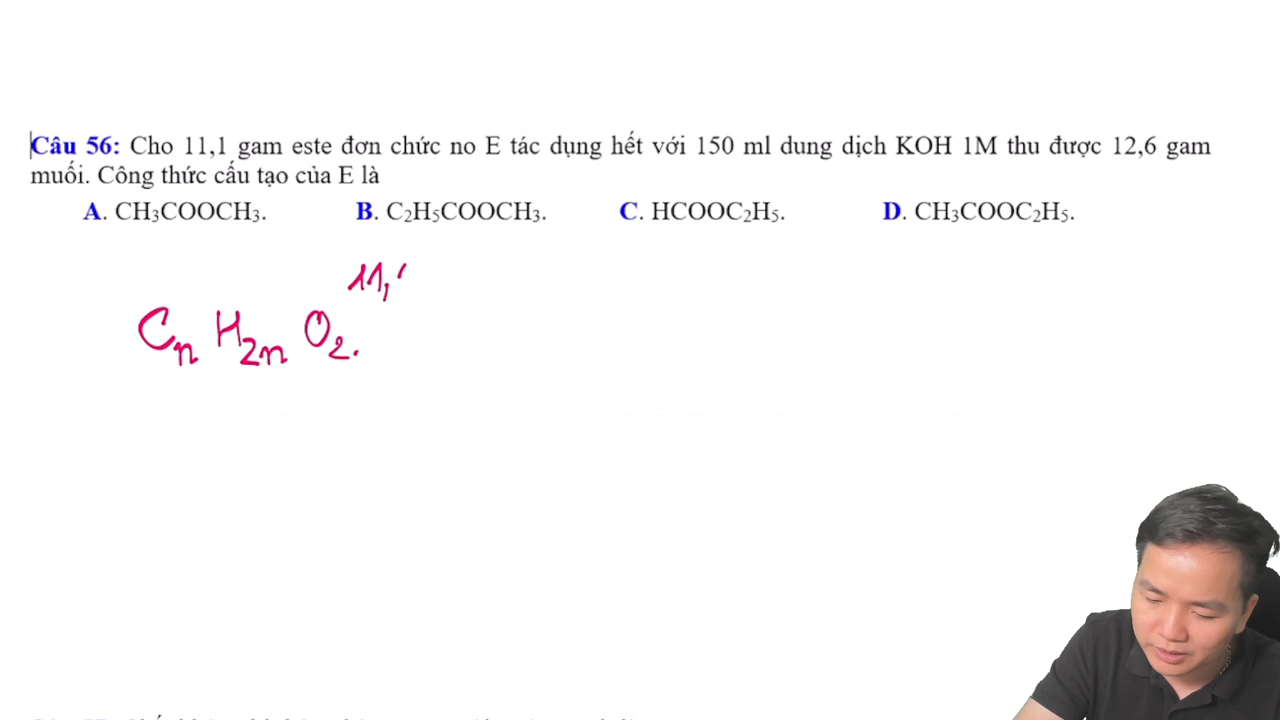 Câu 56: Cho 11,1 gam este đơn chức no E tác dụng hết với 150 ml dung dịch KOH 1M thu được 12,6 gam
muối. Công thức cấu tạo của E là
A. CH3COOCH3. B. C2H5COOCH3. C. HCOOC2H5. D. CH3COOC2H5.
11,
CnH2nO2.